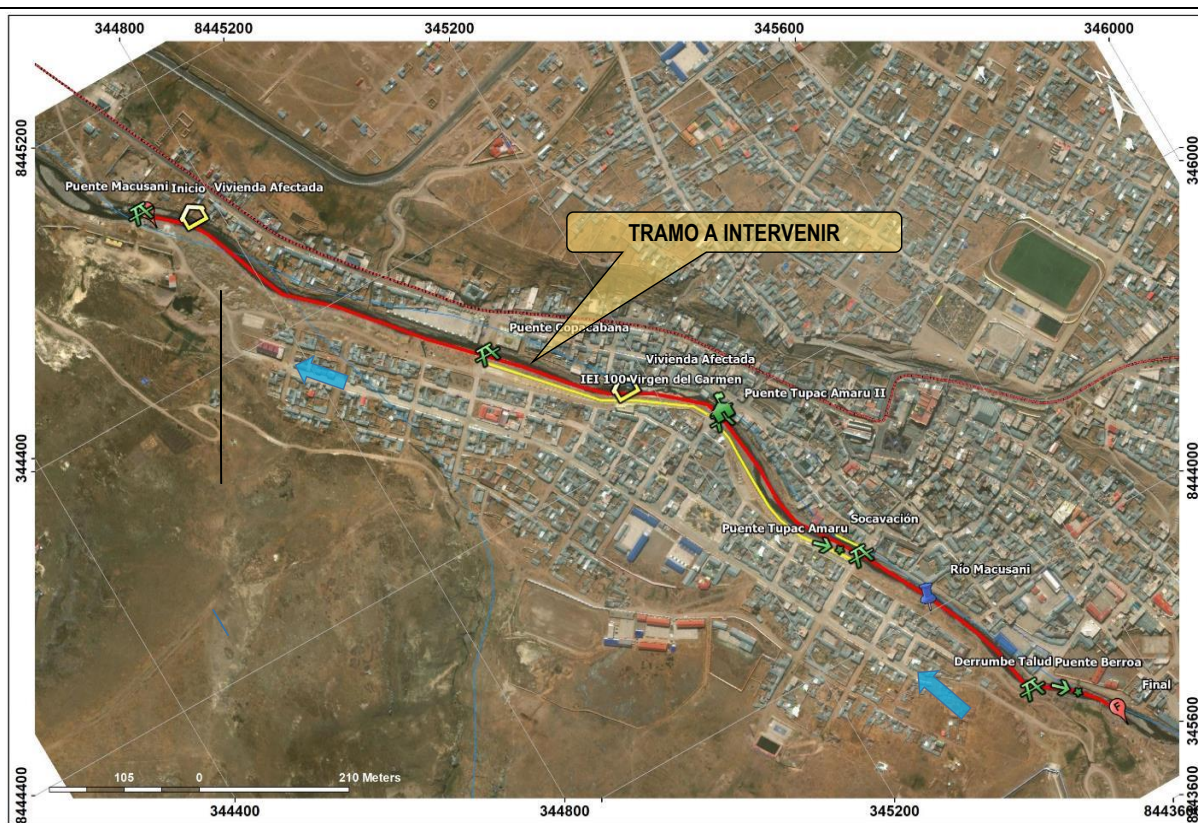 344800
8445200
345200
345600
346000
N
8445200
346000
Puente Macusani
Inicio
Vivienda Afectada
TRAMO A INTERVENIR
Puente Copacabana
Vivienda Afectada
IEI 100 Virgen del Carmen
Puente Tupac Amaru II
344400
8444000
Socavación
Puente Tupac Amaru
Río Macusani
Derrumbe Talud
Puente Berroa
Final
F
345600
105 0 210 Meters
8444400
8443600
344400
344800
345200
8443600